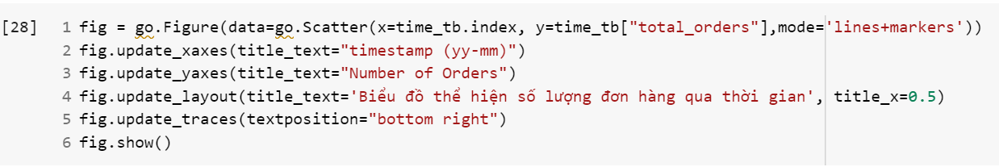 [28] 1 fig = go.Figure(data=go.Scatter(x=time_tb.index, y=time_tb["total_orders"],mode='lines+markers'))
2 fig.update_xaxes(title_text="timestamp (yy-mm)")
3 fig.update_yaxes(title_text="Number of Orders")
4 fig.update_layout(title_text='Biểu đồ thể hiện số lượng đơn hàng qua thời gian', title_x=0.5)
5 fig.update_traces(textposition="bottom right")
6 fig.show()